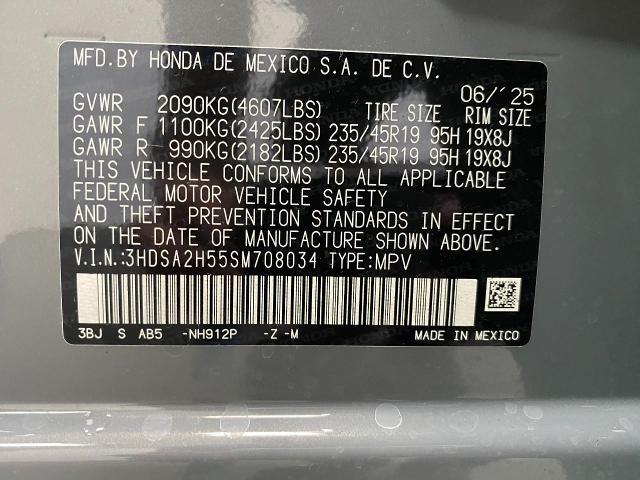 MFD.BY HONDA DE MEXICO S.A. DE C.V.
06/'25
GVWR 2090KG(4607LBS) TIRE SIZE RIM SIZE
GAWR F 1100KG(2425LBS) 235/45R19 95H 19X8J
GAWR R 990KG(2182LBS) 235/45R19 95H 19X8J
THIS VEHICLE CONFORMS TO ALL APPLICABLE
FEDERAL MOTOR VEHICLE SAFETY
AND THEFT PREVENTION STANDARDS IN EFFECT
ON THE DATE OF MANUFACTURE SHOWN ABOVE.
V.I.N.:3HDSA2H55SM708034 TYPE:MPV
3BJ S AB5 -NH912P -Z -M MADE IN MEXICO